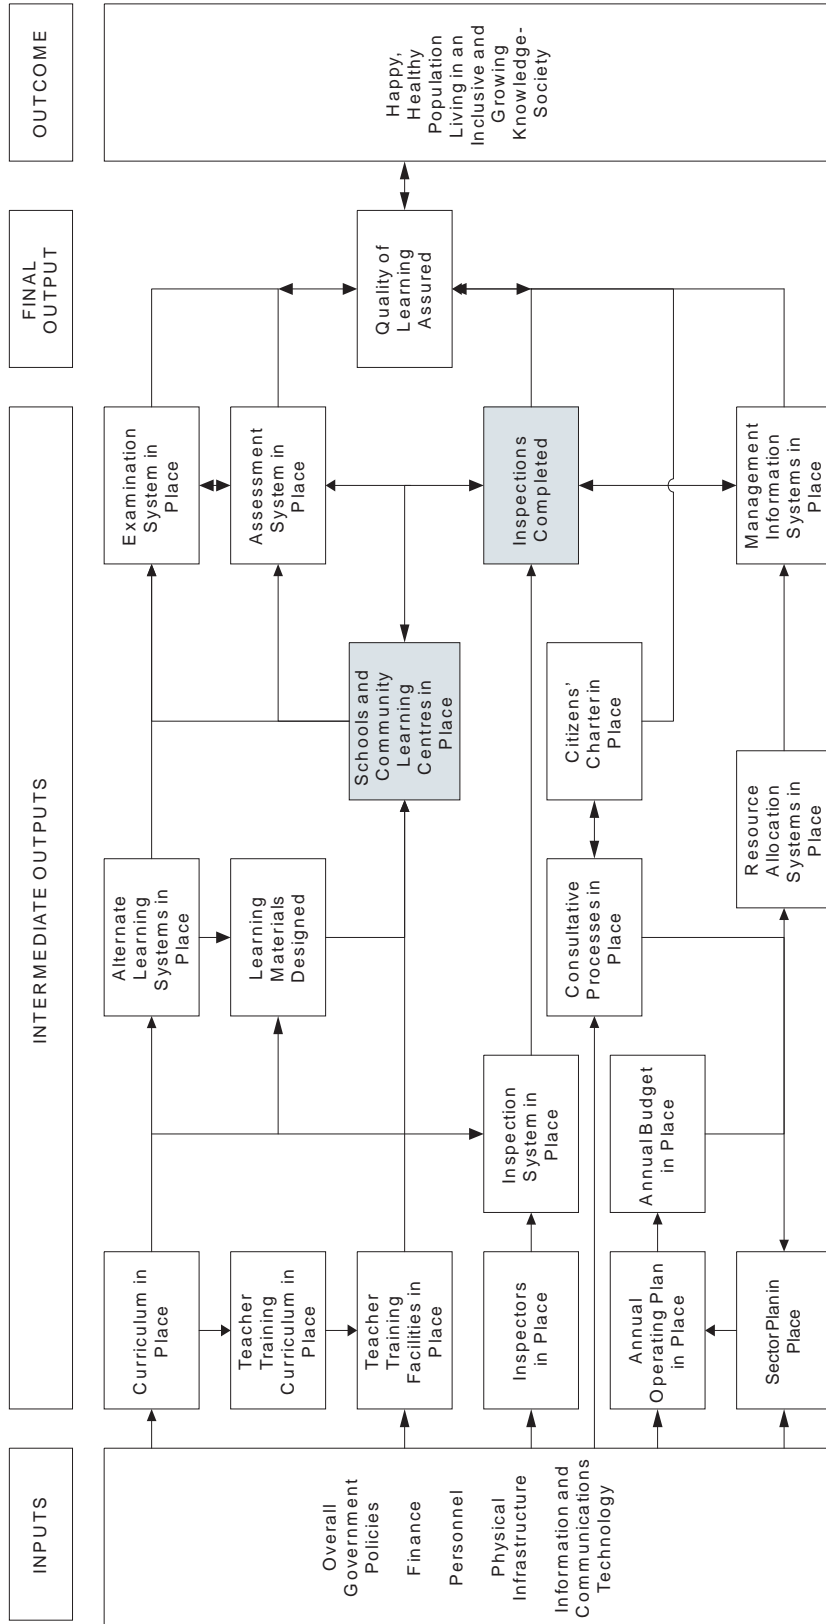 INPUTS
INTERMEDIATE OUTPUTS
FINAL
OUTPUT
OUTCOME
Overall
Government
Policies
Finance
Personnel
Physical
Infrastructure
Information and
Communications
Technology
Curriculum in
Place
Teacher
Training
Curriculum in
Place
Teacher
Training
Facilities in
Place
Inspectors
in Place
Annual
Operating Plan
in Place
Sector Plan in
Place
Inspection
System in
Place
Annual Budget
in Place
Alternate
Learning
Systems in
Place
Learning
Materials
Designed
Consultative
Processes in
Place
Resource
Allocation
Systems in
Place
Schools and
Community
Learning
Centres in
Place
Citizens’
Charter in
Place
Examination
System in
Place
Assessment
System in
Place
Inspections
Completed
Management
Information
Systems in
Place
Quality of
Learning
Assured
Happy,
Healthy
Population
Living in an
Inclusive and
Growing
Knowledge-
Society